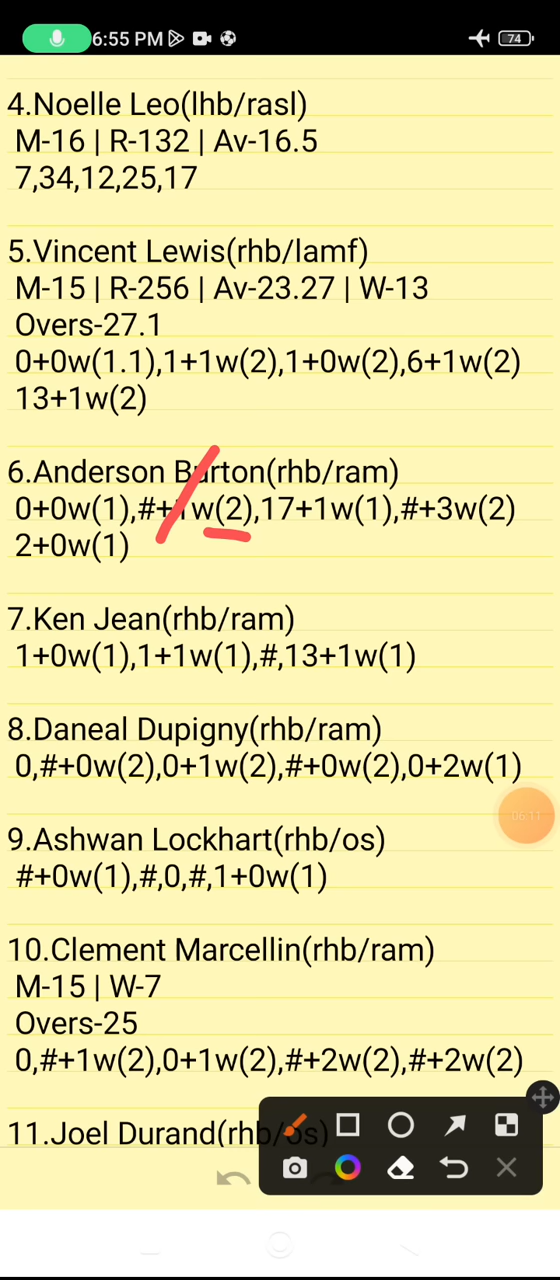 6:55 PM
74
4.Noelle Leo(lhb/rasl)
M-16 | R-132 | Av-16.5
7,34,12,25,17
5.Vincent Lewis(rhb/lamf)
M-15 | R-256 | Av-23.27 | W-13
Overs-27.1
0+0w(1.1),1+1w(2),1+0w(2),6+1w(2)
13+1w(2)
6.Anderson Burton(rhb/ram)
0+0w(1),#+1w(2),17+1w(1),#+3w(2)
2+0w(1)
7.Ken Jean(rhb/ram)
1+0w(1),1+1w(1),#,13+1w(1)
8.Daneal Dupigny(rhb/ram)
0,#+0w(2),0+1w(2),#+0w(2),0+2w(1)
06:11
9.Ashwan Lockhart(rhb/os)
#+0w(1),#,0,#,1+0w(1)
10.Clement Marcellin(rhb/ram)
M-15 | W-7
Overs-25
0,#+1w(2),0+1w(2),#+2w(2),#+2w(2)
11.Joel Durand(rhb/os)